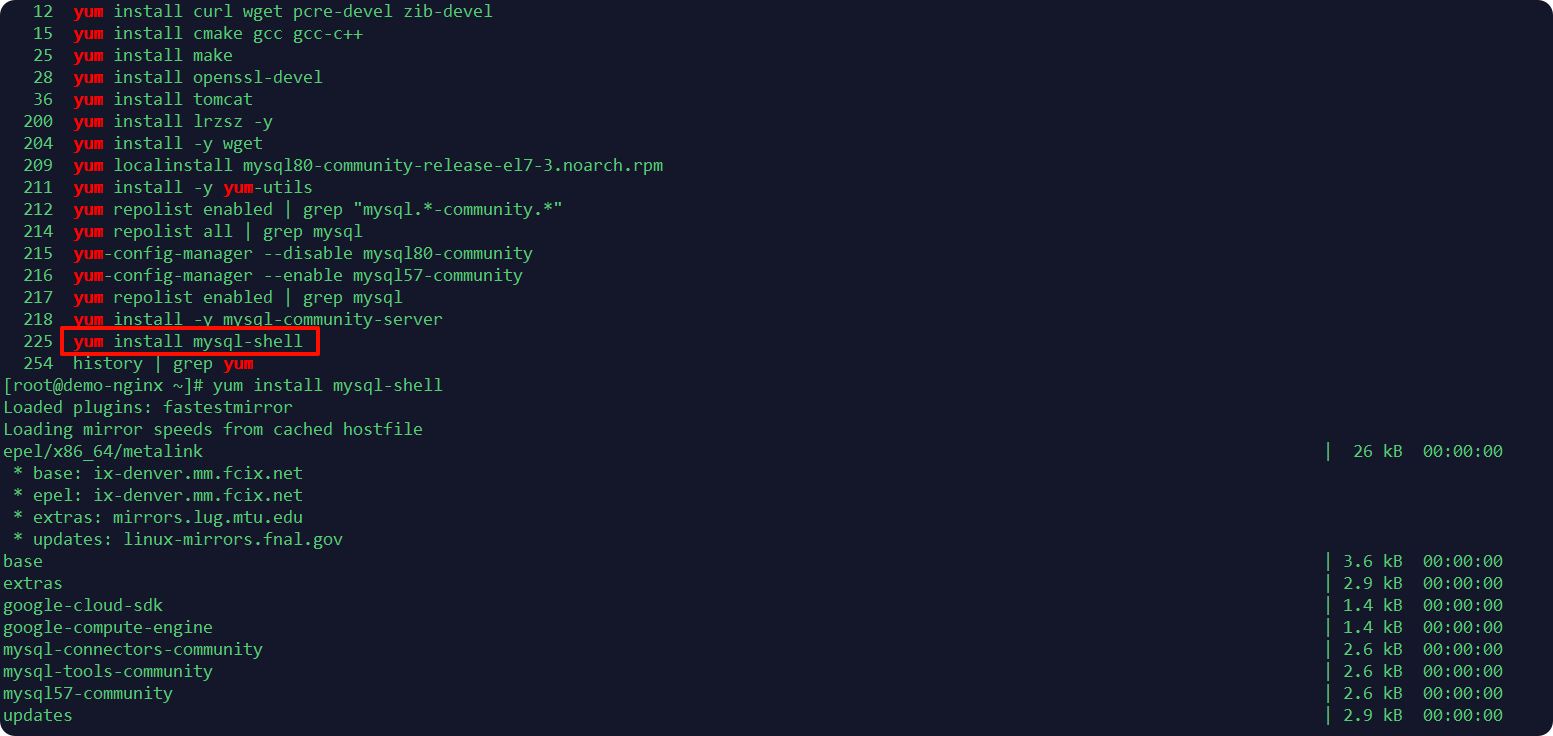 12 yum install curl wget pcre-devel zib-devel
15 yum install cmake gcc gcc-c++
25 yum install make
28 yum install openssl-devel
36 yum install tomcat
200 yum install lrzsz -y
204 yum install -y wget
209 yum localinstall mysql80-community-release-el7-3.noarch.rpm
211 yum install -y yum-utils
212 yum repolist enabled | grep "mysql.*-community.*"
214 yum repolist all | grep mysql
215 yum-config-manager --disable mysql80-community
216 yum-config-manager --enable mysql57-community
217 yum repolist enabled | grep mysql
218 yum install -y mysql-community-server
225 yum install mysql-shell
254 history | grep yum
[root@demo-nginx ~]# yum install mysql-shell
Loaded plugins: fastestmirror
Loading mirror speeds from cached hostfile
epel/x86_64/metalink | 26 kB 00:00:00
* base: ix-denver.mm.fcix.net
* epel: ix-denver.mm.fcix.net
* extras: mirrors.lug.mtu.edu
* updates: linux-mirrors.fnal.gov
base | 3.6 kB 00:00:00
extras | 2.9 kB 00:00:00
google-cloud-sdk | 1.4 kB 00:00:00
google-compute-engine | 1.4 kB 00:00:00
mysql-connectors-community | 2.6 kB 00:00:00
mysql-tools-community | 2.6 kB 00:00:00
mysql57-community | 2.6 kB 00:00:00
updates | 2.9 kB 00:00:00